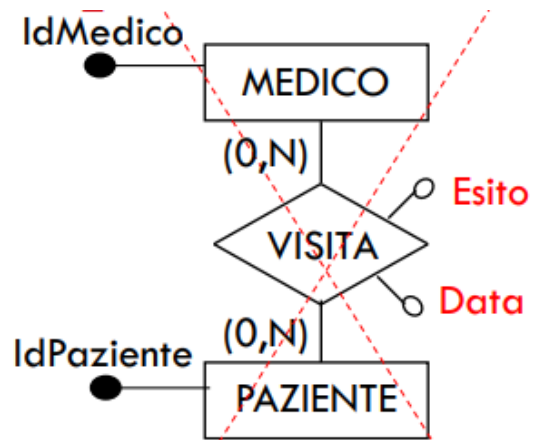 IdMedico
MEDICO
(0,N)
Esito
VISITA
Data
(0,N)
IdPaziente
PAZIENTE